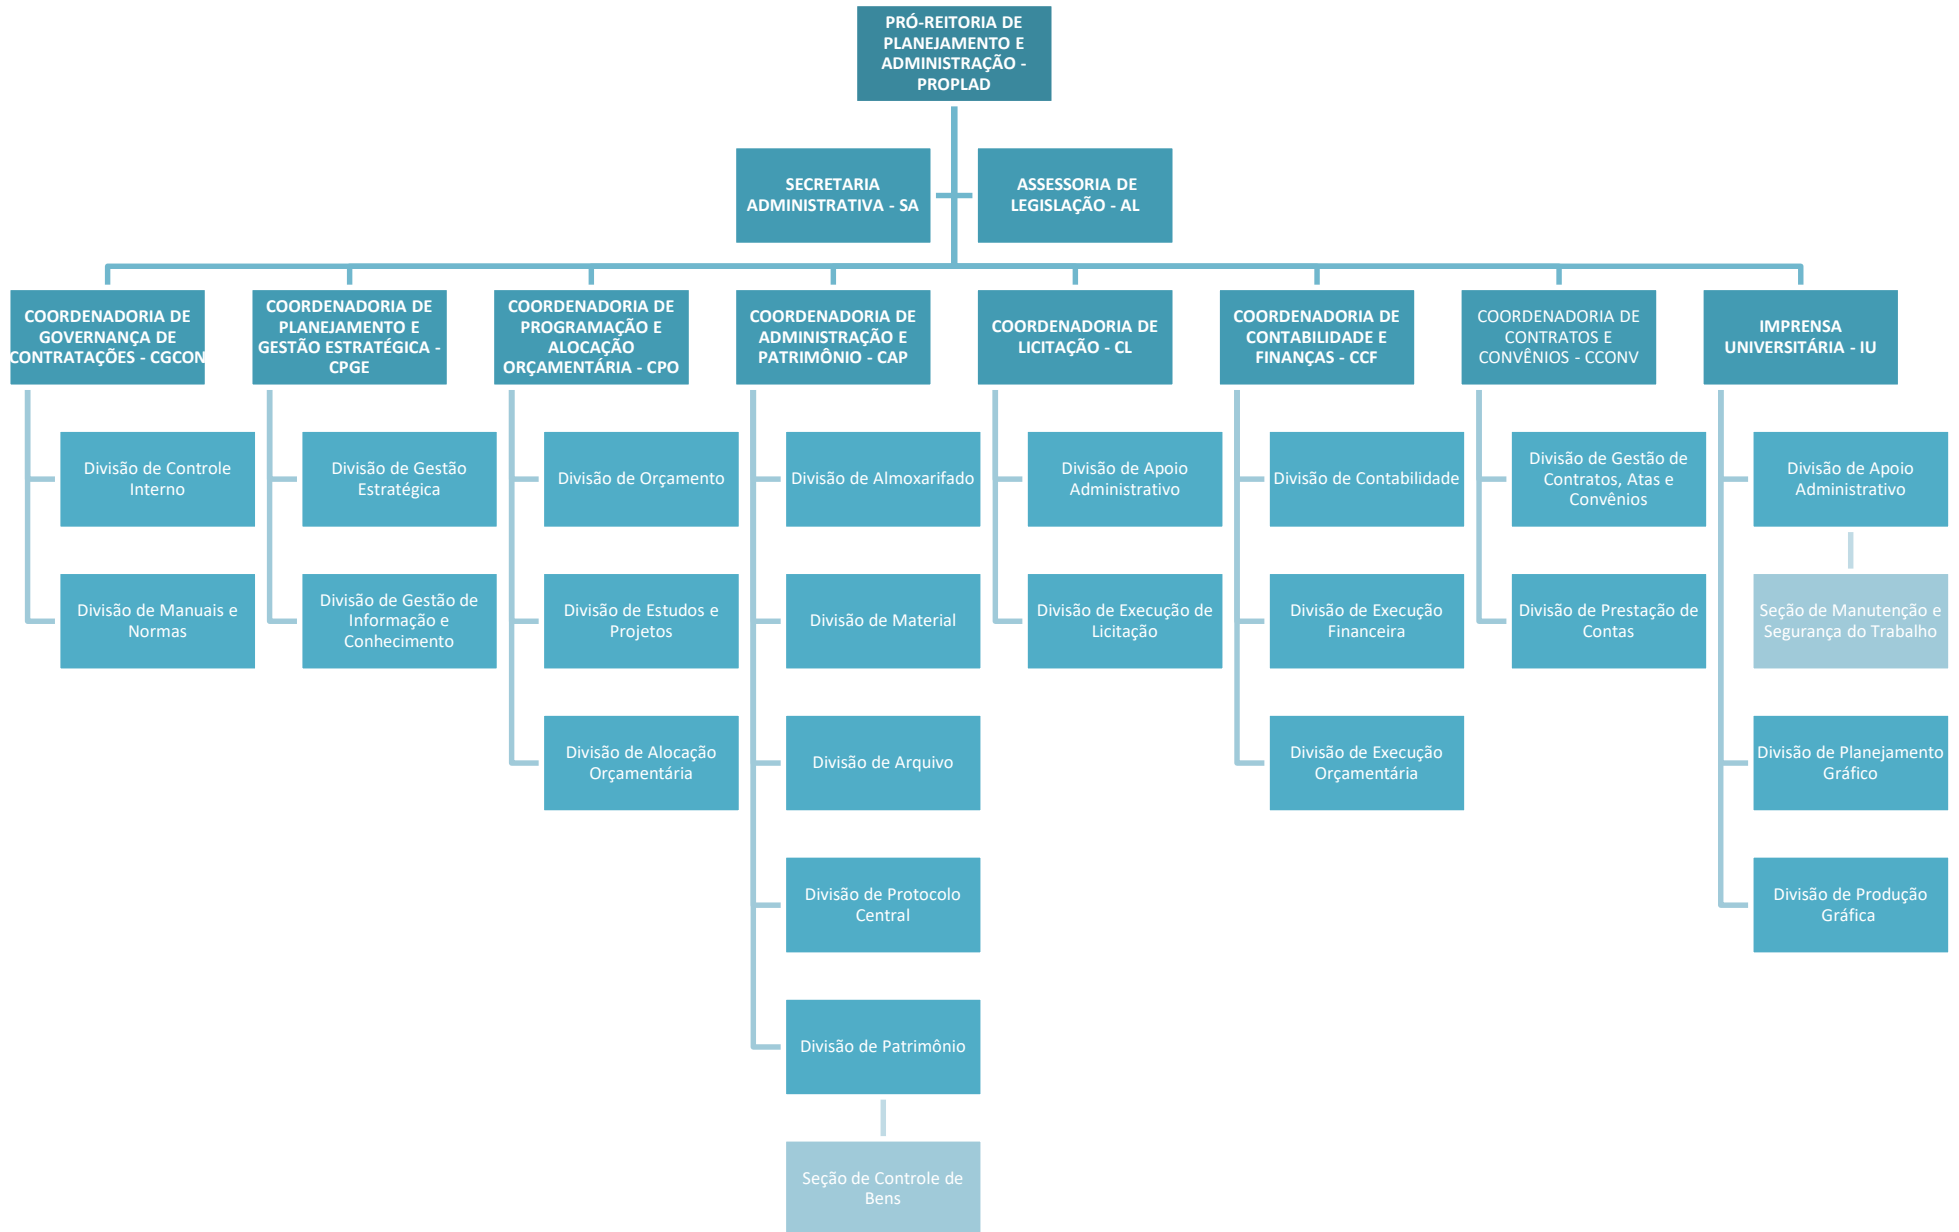 PRÓ-REITORIA DE
PLANEJAMENTO E
ADMINISTRAÇÃO -
PROPLAD
SECRETARIA
ADMINISTRATIVA - SA
ASSESSORIA DE
LEGISLAÇÃO - AL
COORDENADORIA DE
GOVERNANÇA DE
CONTRATAÇÕES - CGCON
COORDENADORIA DE
PLANEJAMENTO E
GESTÃO ESTRATÉGICA -
CPGE
COORDENADORIA DE
PROGRAMAÇÃO E
ALOCAÇÃO
ORÇAMENTÁRIA - CPO
COORDENADORIA DE
ADMINISTRAÇÃO E
PATRIMÔNIO - CAP
COORDENADORIA DE
LICITAÇÃO - CL
COORDENADORIA DE
CONTABILIDADE E
FINANÇAS - CCF
COORDENADORIA DE
CONTRATOS E
CONVÊNIOS - CCONV
IMPRENSA
UNIVERSITÁRIA - IU
Divisão de Controle
Interno
Divisão de Gestão
Estratégica
Divisão de Orçamento
Divisão de Almoxarifado
Divisão de Apoio
Administrativo
Divisão de Contabilidade
Divisão de Gestão de
Contratos, Atas e
Convênios
Divisão de Apoio
Administrativo
Divisão de Manuais e
Normas
Divisão de Gestão de
Informação e
Conhecimento
Divisão de Estudos e
Projetos
Divisão de Material
Divisão de Execução de
Licitação
Divisão de Execução
Financeira
Divisão de Prestação de
Contas
Seção de Manutenção e
Segurança do Trabalho
Divisão de Alocação
Orçamentária
Divisão de Arquivo
Divisão de Execução
Orçamentária
Divisão de Planejamento
Gráfico
Divisão de Protocolo
Central
Divisão de Produção
Gráfica
Divisão de Patrimônio
Seção de Controle de
Bens